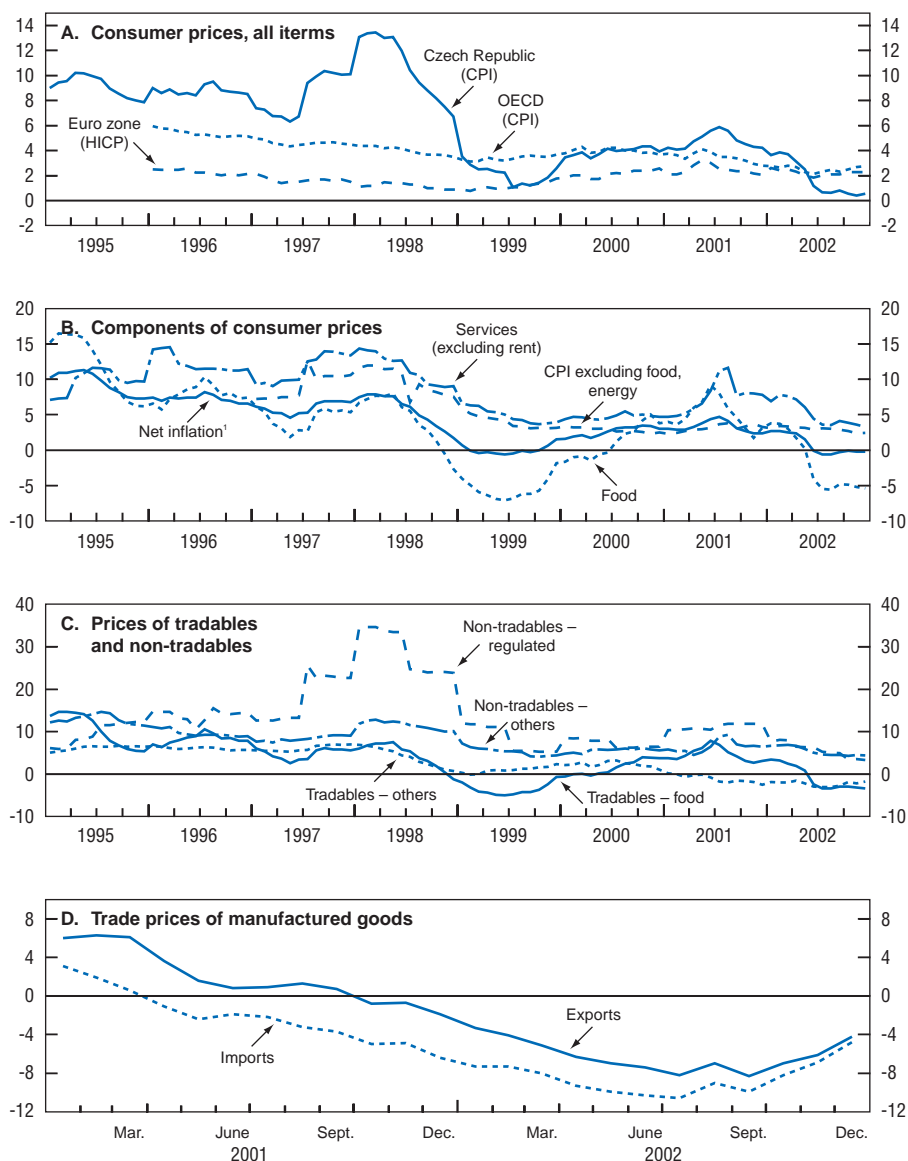 A. Consumer prices, all iterms
14 14
12 12
10 10
8 8
6 6
4 4
2 2
0 0
-2 -2
Czech Republic
(CPI)
OECD
(CPI)
Euro zone
(HICP)
1995 1996 1997 1998 1999 2000 2001 2002
B. Components of consumer prices
20 20
15 15
10 10
5 5
0 0
-5 -5
-10 -10
Services
(excluding rent)
CPI excluding food,
energy
Net inflation¹
Food
1995 1996 1997 1998 1999 2000 2001 2002
C. Prices of tradables
and non-tradables
40 40
30 30
20 20
10 10
0 0
-10 -10
Non-tradables –
regulated
Non-tradables –
others
Tradables – others
Tradables – food
1995 1996 1997 1998 1999 2000 2001 2002
D. Trade prices of manufactured goods
8 8
4 4
0 0
-4 -4
-8 -8
-12 -12
Exports
Imports
Mar. June Sept. Dec. Mar. June Sept. Dec.
2001 2002